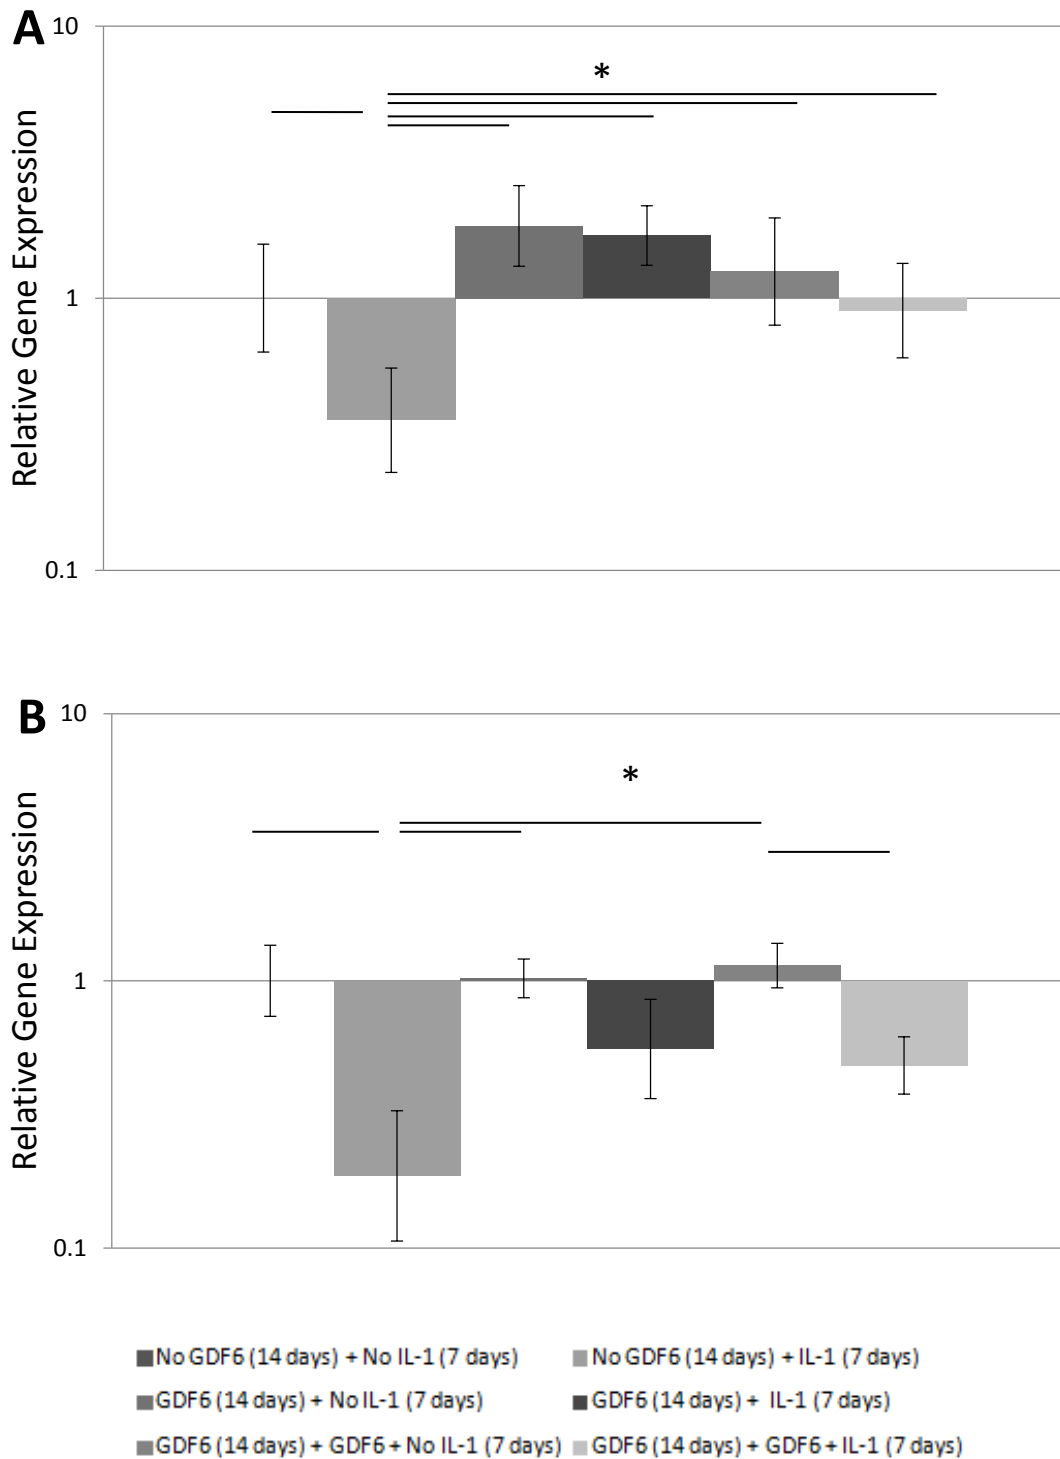 A
10
*
Relative Gene Expression
1
0.1
B
10
*
Relative Gene Expression
1
0.1
No GDF6 (14 days) + No IL-1 (7 days)
No GDF6 (14 days) + IL-1 (7 days)
GDF6 (14 days) + No IL-1 (7 days)
GDF6 (14 days) + IL-1 (7 days)
GDF6 (14 days) + GDF6 + No IL-1 (7 days)
GDF6 (14 days) + GDF6 + IL-1 (7 days)